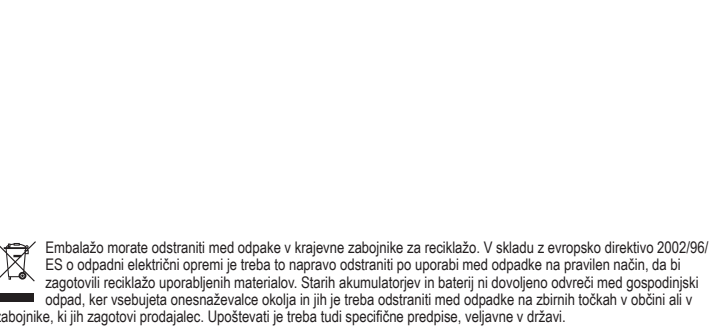 Embalažo morate odstraniti med odpake v krajevne zabojnike za reciklažo. V skladu z evropsko direktivo 2002/96/
ES o odpadni električni opremi je treba to napravo odstraniti po uporabi med odpadke na pravilen način, da bi
zagotovili reciklažo uporabljenih materialov. Starih akumulatorjev in baterij ni dovoljeno odvreči med gospodinjski
odpad, ker vsebujeta onesnaževalce okolja in jih je treba odstraniti med odpadke na zbirnih točkah v občini ali v
zabojnike, ki jih zagotovi prodajalec. Upoštevati je treba tudi specifične predpise, veljavne v državi.